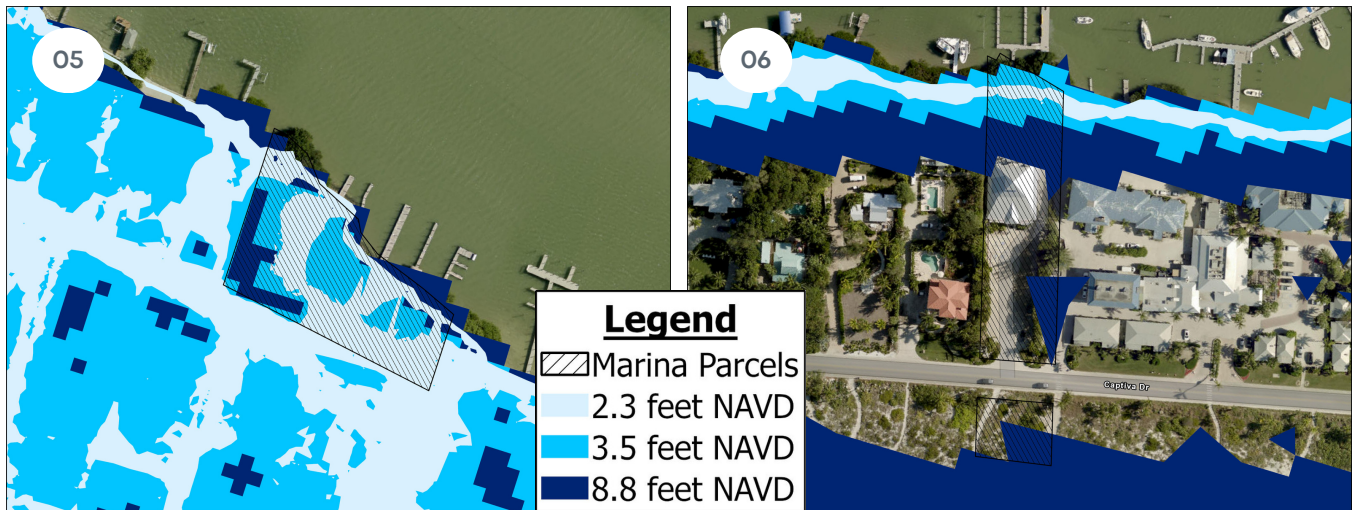 05
06
Captiva Dr
Legend
Marina Parcels
2.3 feet NAVD
3.5 feet NAVD
8.8 feet NAVD